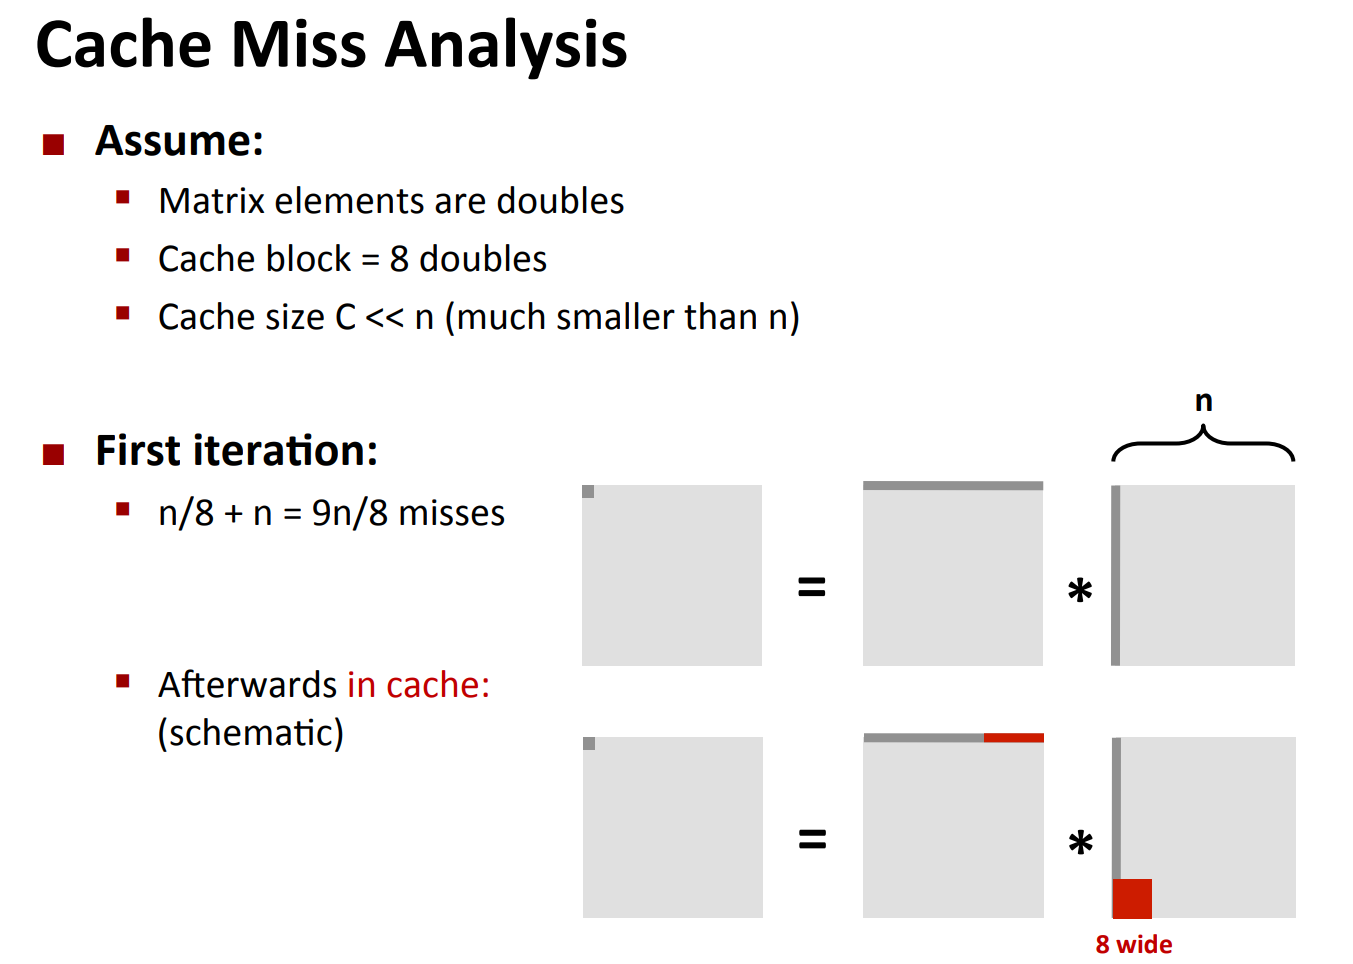 Cache Miss Analysis
Assume:
Matrix elements are doubles
Cache block = 8 doubles
Cache size C << n (much smaller than n)
First iteration:
n/8 + n = 9n/8 misses
n
= *
Afterwards in cache:
(schematic)
= *
8 wide